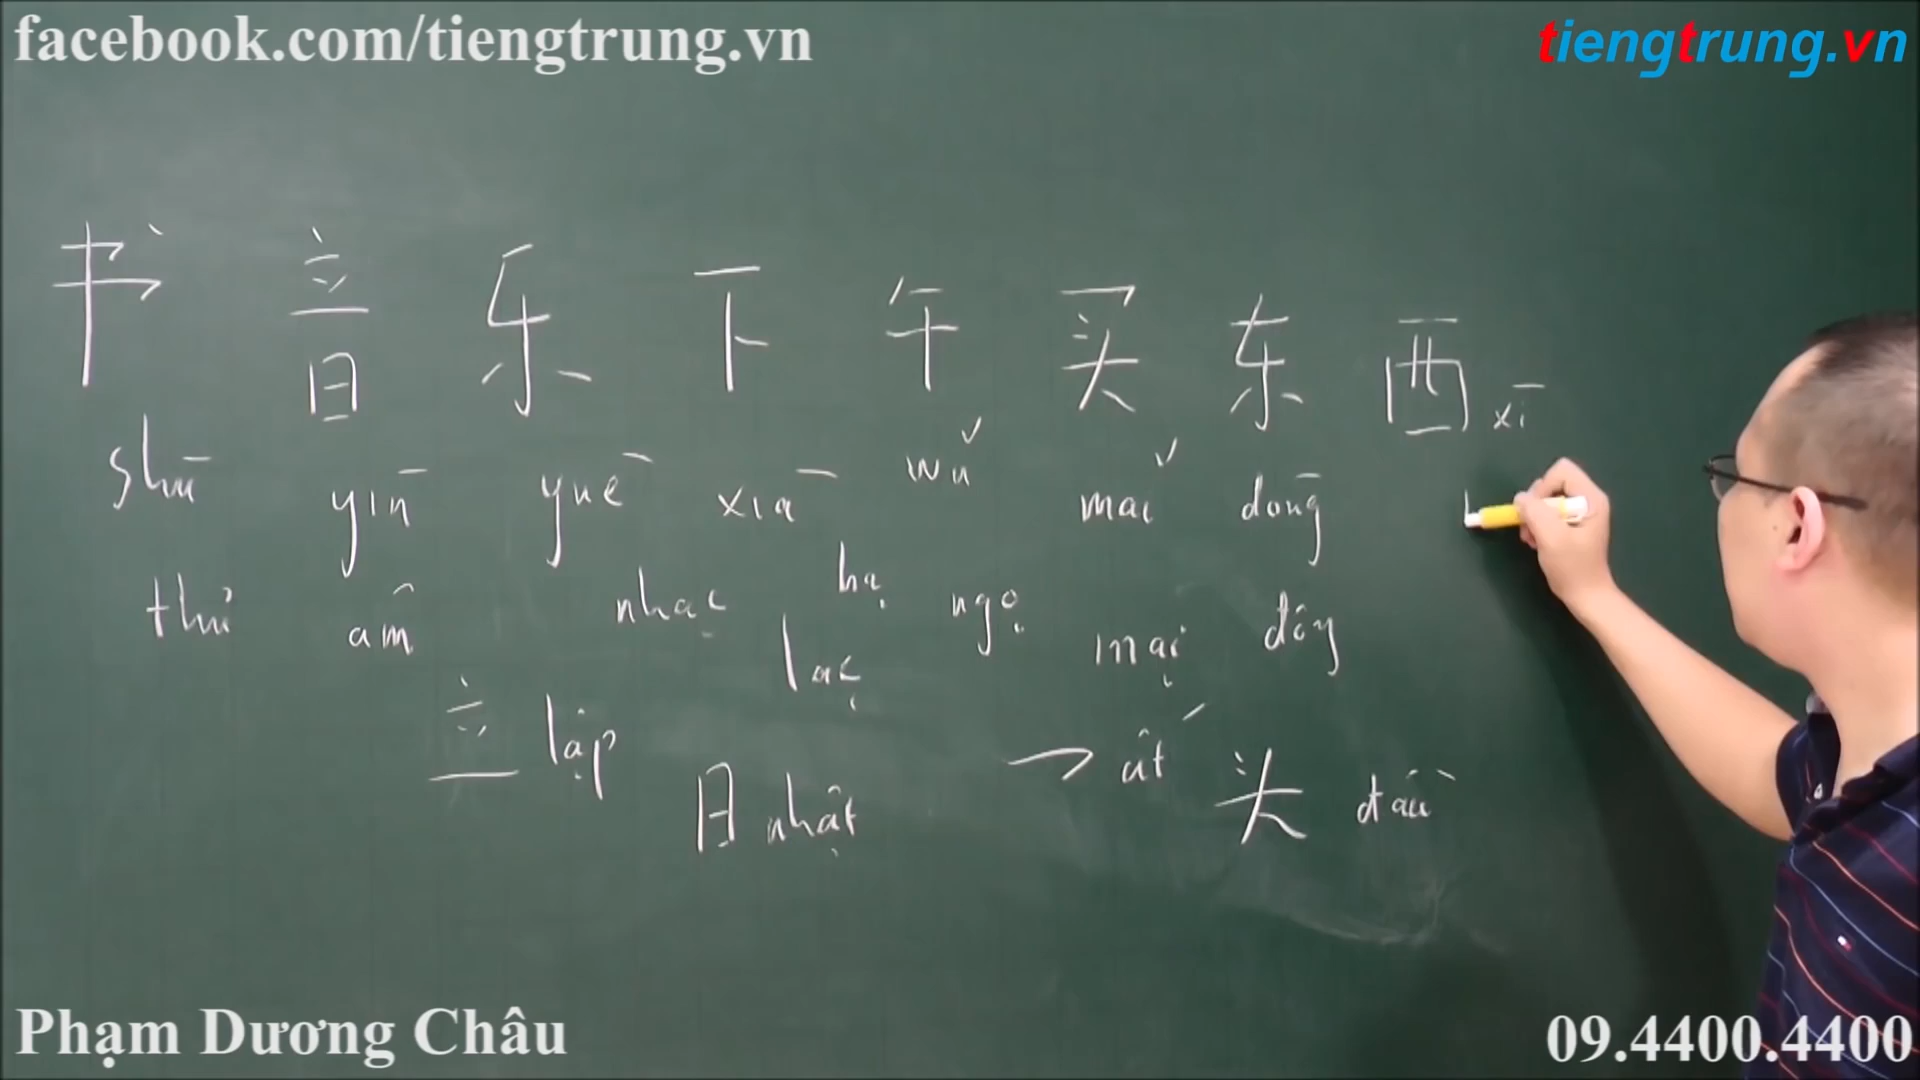 facebook.com/tiengtrung.vn
tiengtrung.vn
书 音 乐 下 午 买 东 西
shū yīn yuè xià wǔ mǎi dōng xī
thư âm nhạc hạ ngọ mại đông
lạc
立 lập 日 nhật 乛 ất 头 đầu
Phạm Dương Châu
09.4400.4400